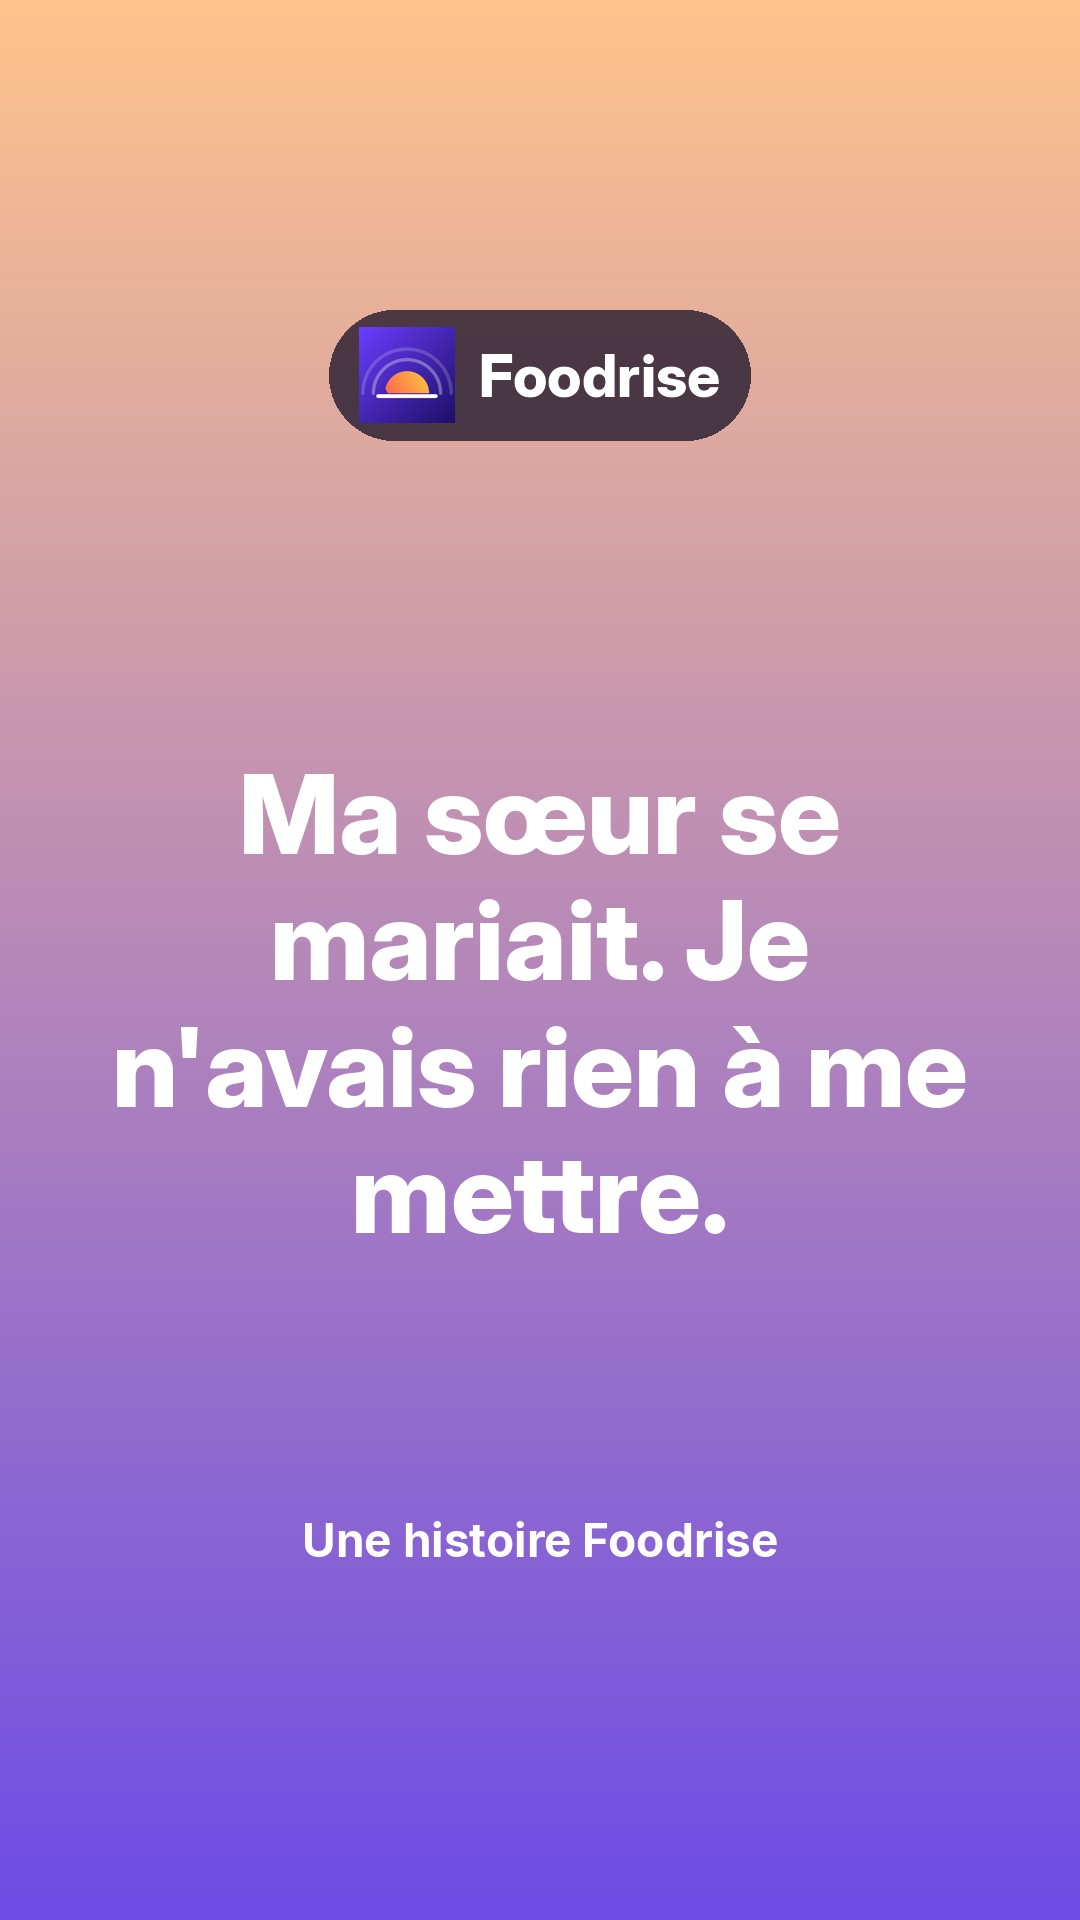 Foodrise
Ma sœur se
mariait. Je
n'avais rien à me
mettre.
Une histoire Foodrise